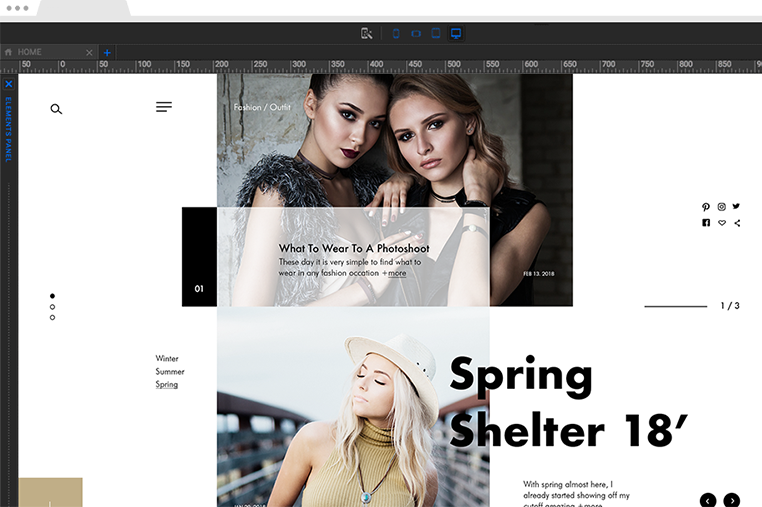 HOME
50 0 50 100 150 200 250 300 350 400 450 500 550 600 650 700 750 800 850
ELEMENTS PANEL
Fashion / Outfit
What To Wear To A Photoshoot
These day it is very simple to find what to
wear in any fashion occation +more
01
FEB 13. 2018
1 / 3
Winter
Summer
Spring
Spring
Shelter 18’
With spring almost here, I
already started showing off my
cutoff amazing +more
JAN 20. 2018